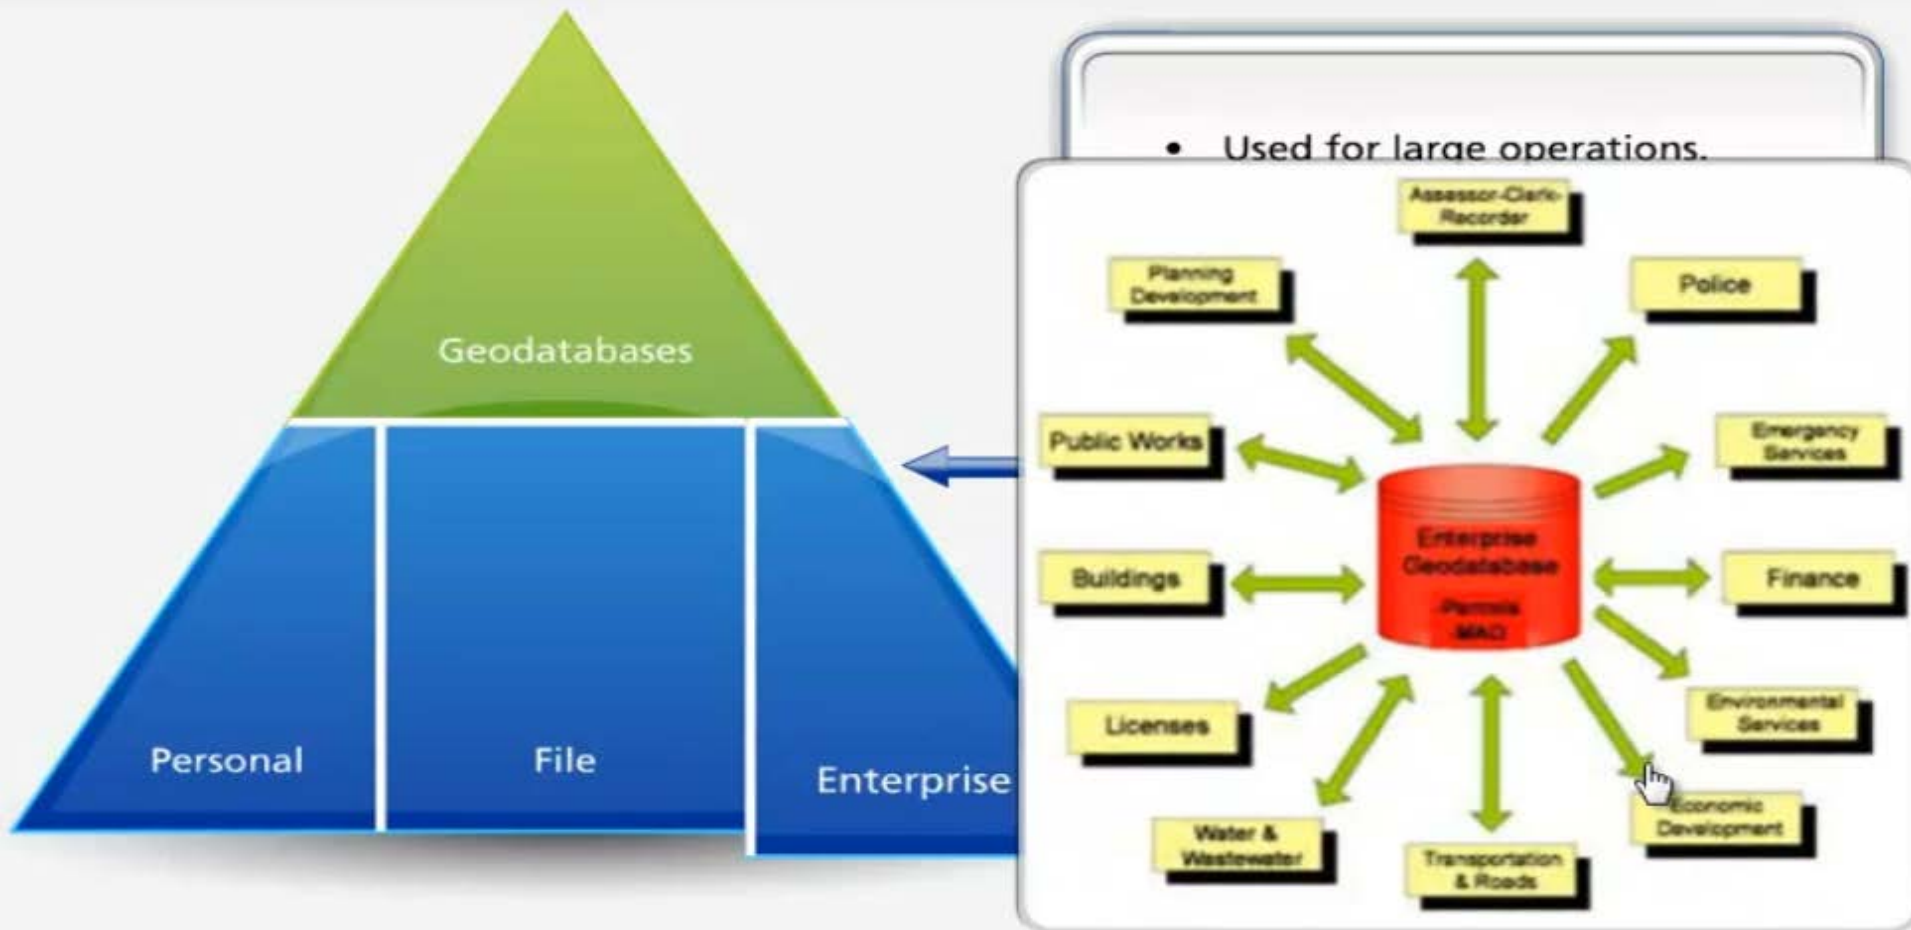 Geodatabases
Personal
File
Enterprise
• Used for large operations.
Assessor-Clerk-
Recorder
Planning
Development
Police
Public Works
Emergency
Services
Enterprise
Geodatabase
-Permits
Buildings
Finance
Licenses
Environmental
Services
Water &
Wastewater
Transportation
& Roads
Economic
Development